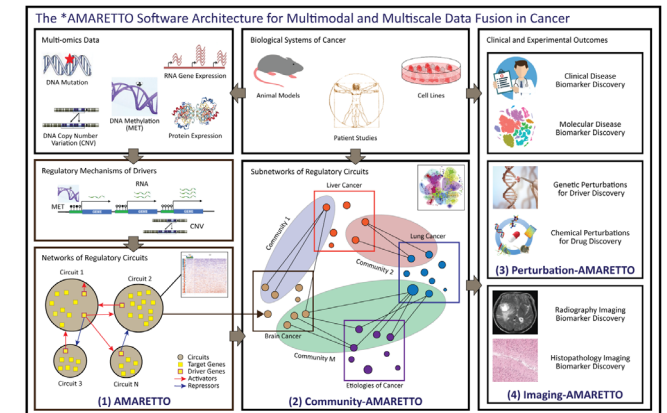 The *AMARETTO Software Architecture for Multimodal and Multiscale Data Fusion in Cancer
Multi-omics Data
DNA Mutation
RNA Gene Expression
DNA Methylation
(MET)
DNA Copy Number
Variation (CNV)
Protein Expression
Biological Systems of Cancer
Animal Models
Cell Lines
Patient Studies
Clinical and Experimental Outcomes
Clinical Disease
Biomarker Discovery
Molecular Disease
Biomarker Discovery
Regulatory Mechanisms of Drivers
RNA
MET
CNV
Networks of Regulatory Circuits
Circuit 1
Circuit 2
Circuit 3
Circuit N
Circuits
Target Genes
Driver Genes
Activators
Repressors
(1) AMARETTO
Subnetworks of Regulatory Circuits
Liver Cancer
Community 1
Lung Cancer
Community 2
Brain Cancer
Community M
Etiologies of Cancer
(2) Community-AMARETTO
Genetic Perturbations
for Driver Discovery
Chemical Perturbations
for Drug Discovery
(3) Perturbation-AMARETTO
Radiography Imaging
Biomarker Discovery
Histopathology Imaging
Biomarker Discovery
(4) Imaging-AMARETTO